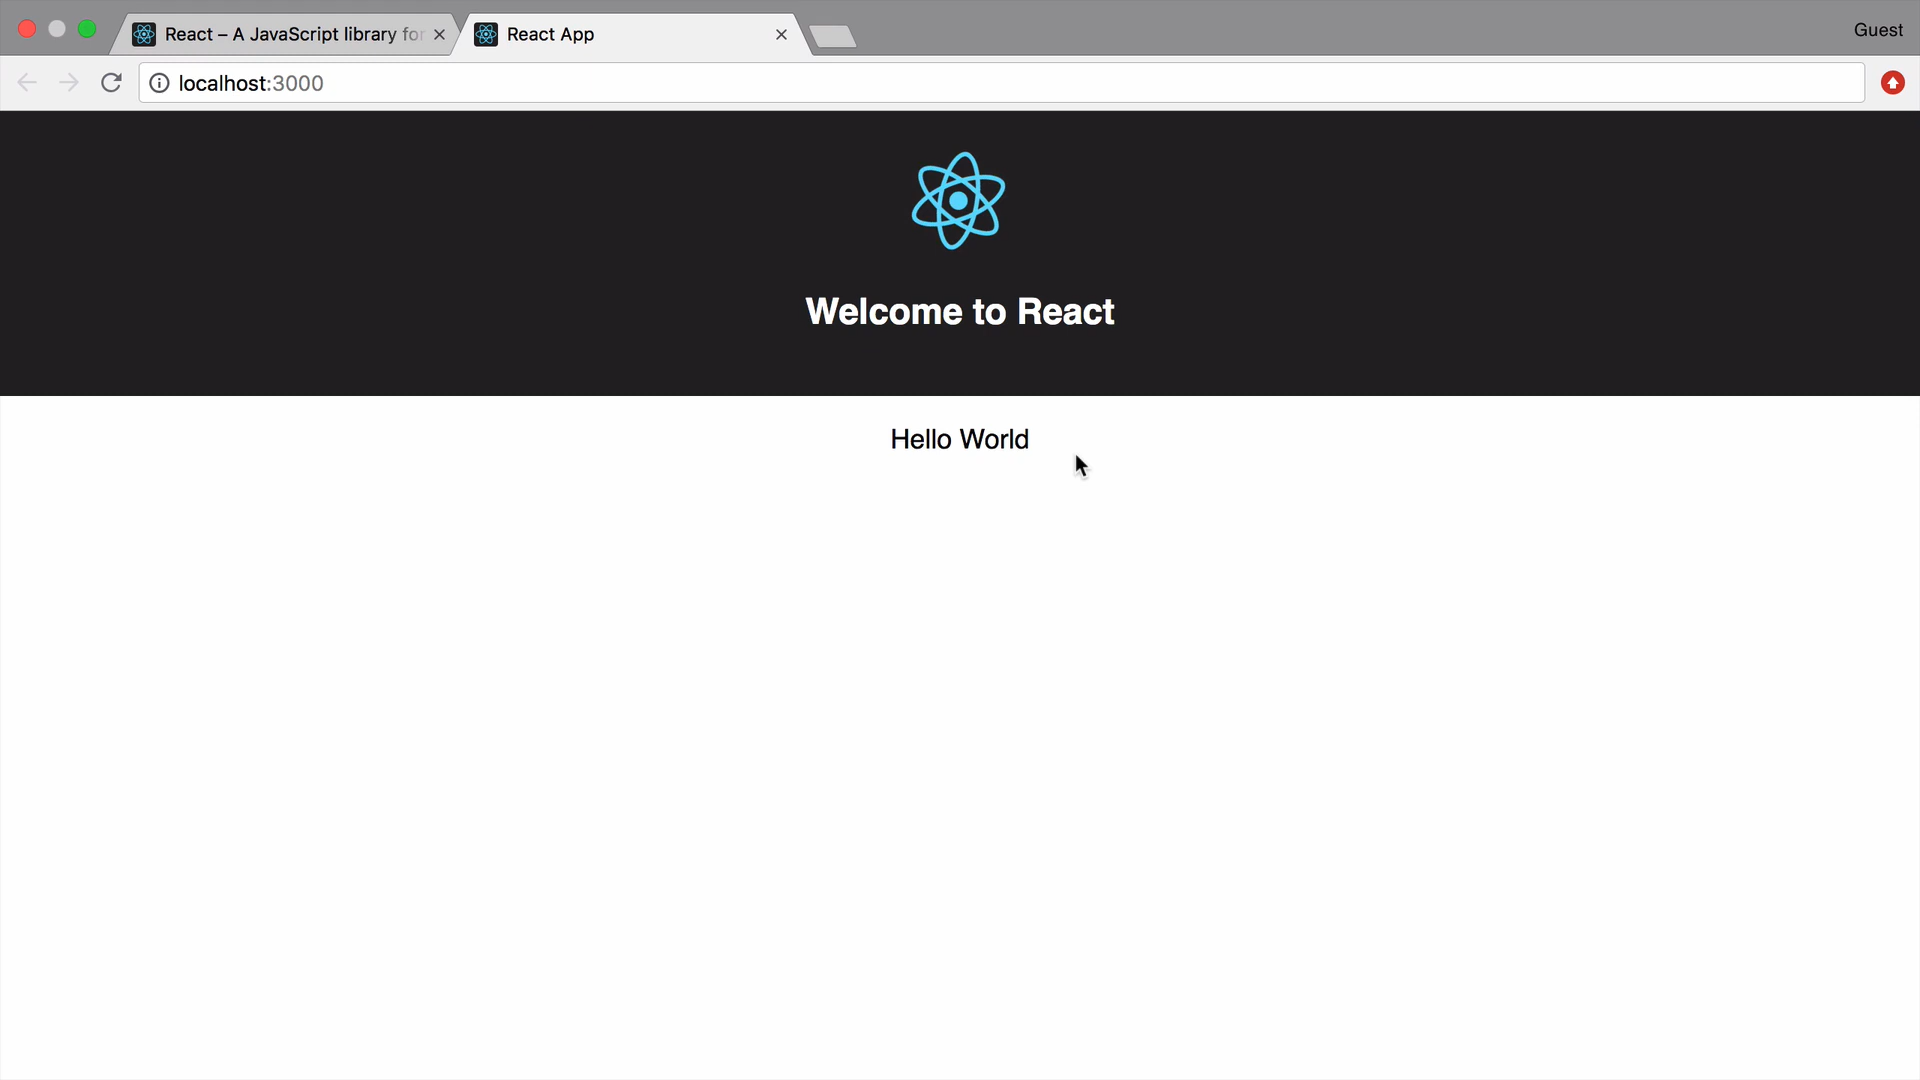 React – A JavaScript library for
React App
Guest
localhost:3000
Welcome to React
Hello World